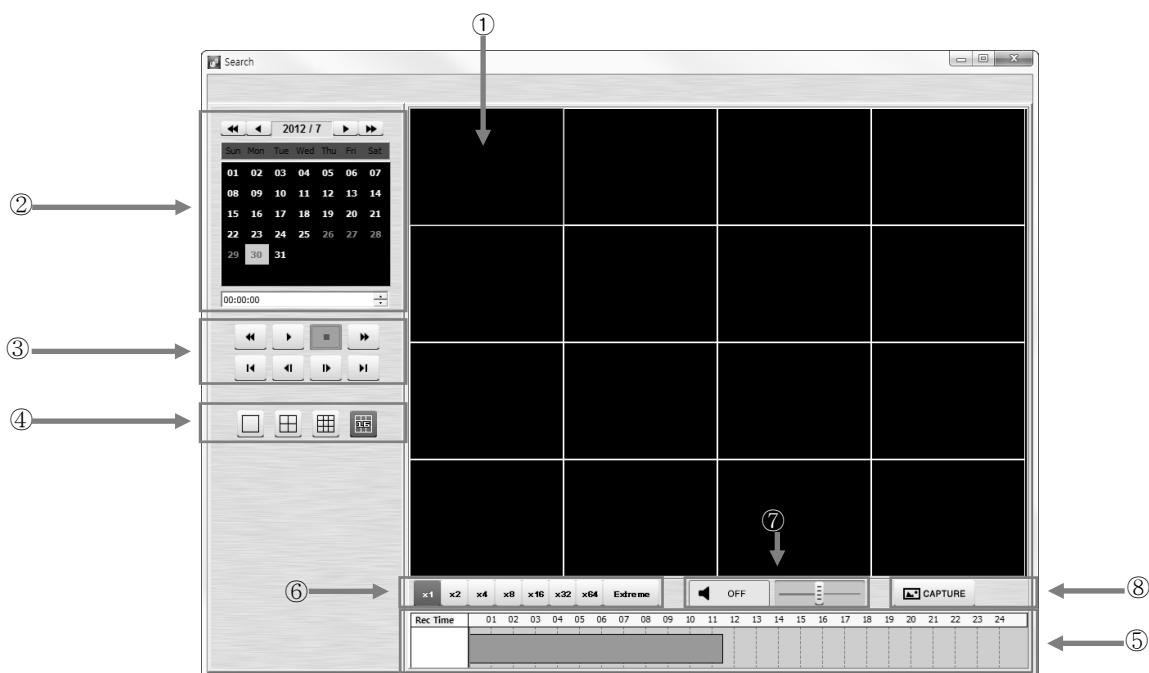 ①
Search
2012 / 7
Sun Mon Tue Wed Thu Fri Sat
01 02 03 04 05 06 07
08 09 10 11 12 13 14
15 16 17 18 19 20 21
22 23 24 25 26 27 28
29 30 31
00:00:00
②
③
④
16
⑦
⑥
x1 x2 x4 x8 x16 x32 x64 Extreme
OFF
CAPTURE
⑧
Rec Time 01 02 03 04 05 06 07 08 09 10 11 12 13 14 15 16 17 18 19 20 21 22 23 24
⑤